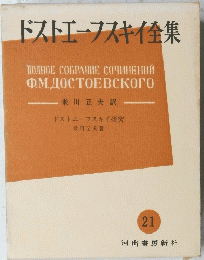 ドストエーフスキイ全集
ПОЛНОЕ СОБРАНИЕ СОЧИНЕНИЙ
Ф.М.ДОСТОЕВСКОГО
米川正夫訳
ドストエーフスキイ研究
米川正夫著
21
河出書房新社